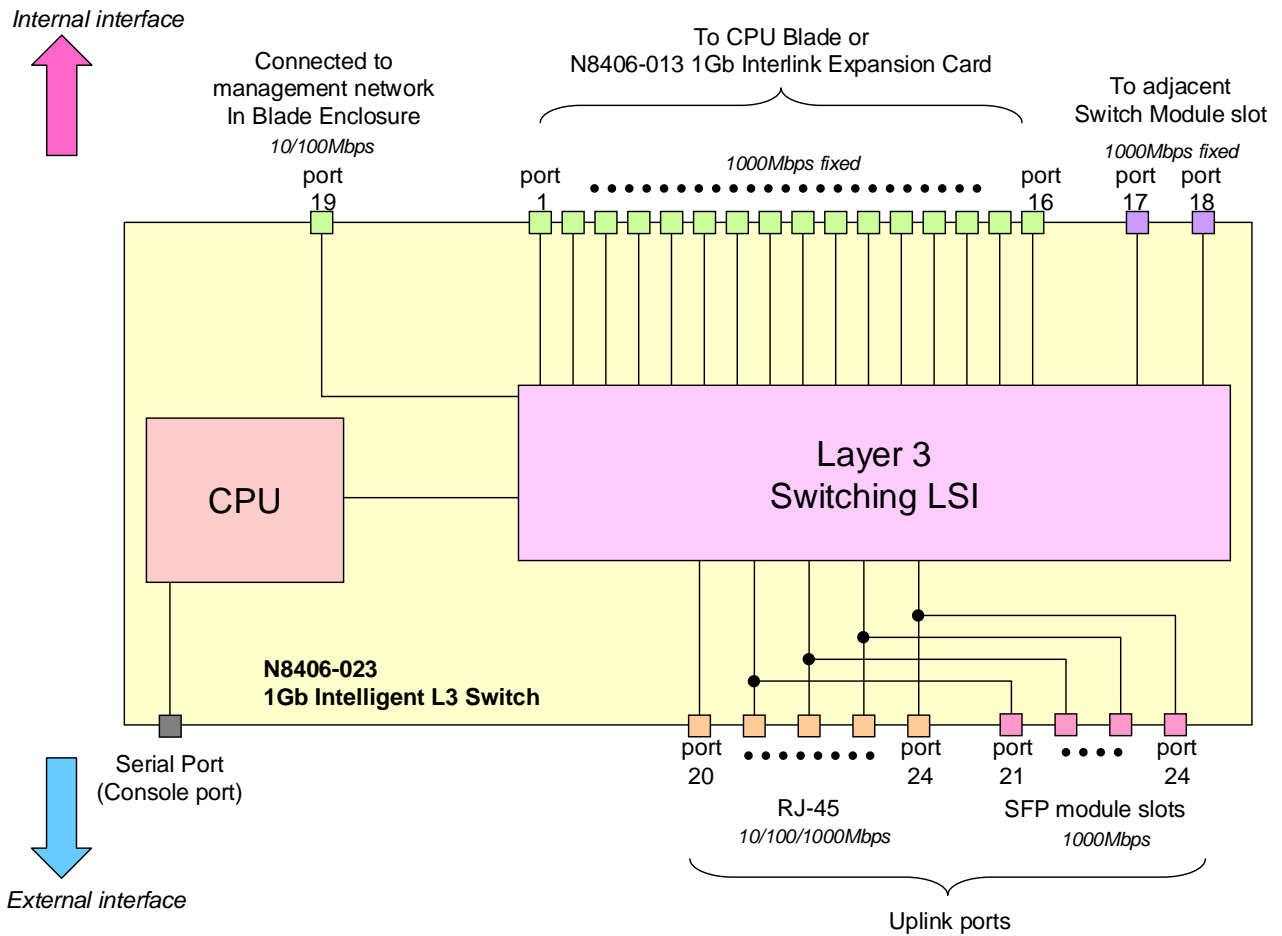 Internal interface
Connected to
management network
In Blade Enclosure
10/100Mbps
port
19
To CPU Blade or
N8406-013 1Gb Interlink Expansion Card
1000Mbps fixed
port
1
port
16
To adjacent
Switch Module slot
1000Mbps fixed
port
17
port
18
CPU
Layer 3
Switching LSI
N8406-023
1Gb Intelligent L3 Switch
Serial Port
(Console port)
port
20
port
24
RJ-45
10/100/1000Mbps
port
21
port
24
SFP module slots
1000Mbps
External interface
Uplink ports